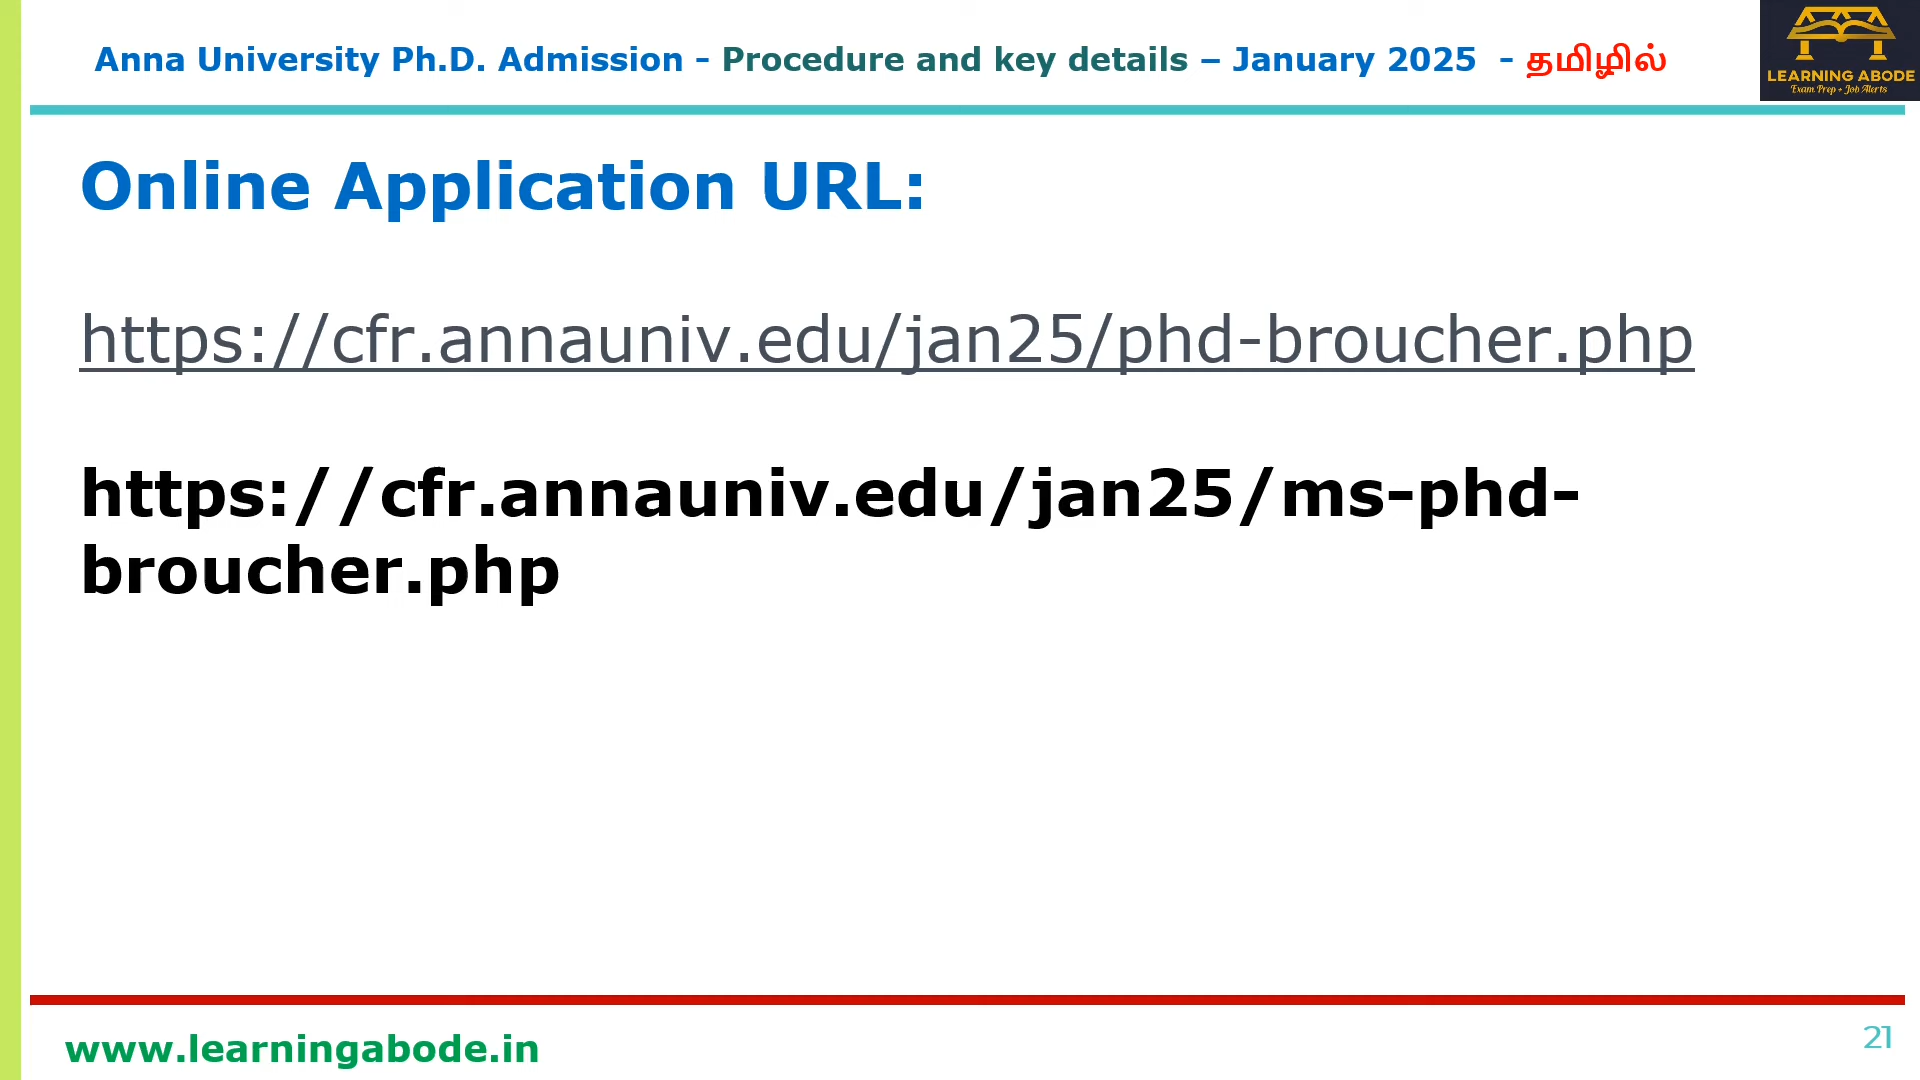 Anna University Ph.D. Admission – Procedure and key details – January 2025 - தமிழில்
LEARNING ABODE
Exam Prep + Job Alerts
Online Application URL:
https://cfr.annauniv.edu/jan25/phd-broucher.php
https://cfr.annauniv.edu/jan25/ms-phd-
broucher.php
www.learningabode.in
21